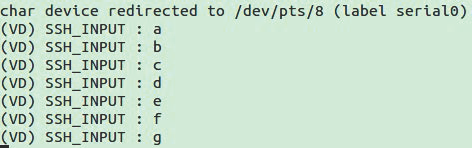 char device redirected to /dev/pts/8 (label serial0)
(VD) SSH_INPUT : a
(VD) SSH_INPUT : b
(VD) SSH_INPUT : c
(VD) SSH_INPUT : d
(VD) SSH_INPUT : e
(VD) SSH_INPUT : f
(VD) SSH_INPUT : g